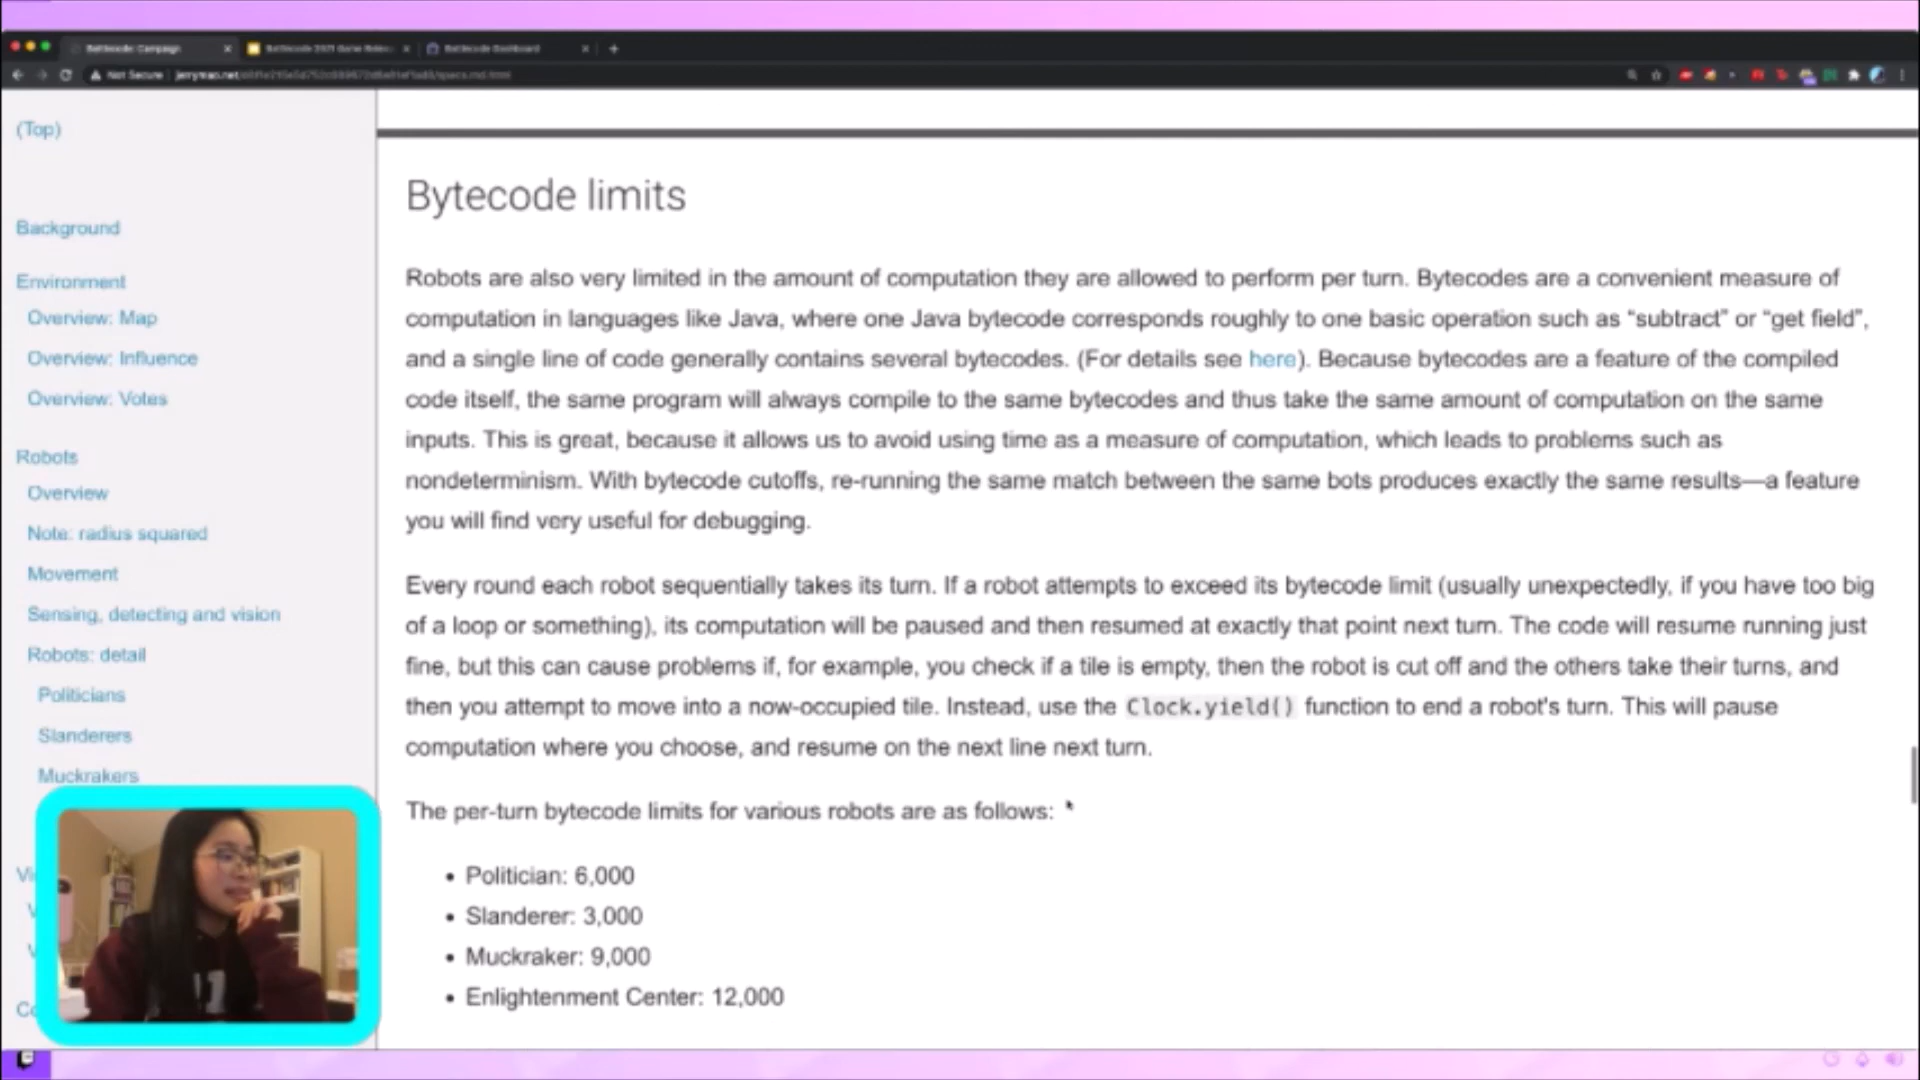 Battlecode: Campaign
Battlecode Dashboard
Not Secure
(Top)
Background
Environment
Overview: Map
Overview: Influence
Overview: Votes
Robots
Overview
Note: radius squared
Movement
Sensing, detecting and vision
Robots: detail
Politicians
Slanderers
Muckrakers
Bytecode limits
Robots are also very limited in the amount of computation they are allowed to perform per turn. Bytecodes are a convenient measure of
computation in languages like Java, where one Java bytecode corresponds roughly to one basic operation such as “subtract” or “get field”,
and a single line of code generally contains several bytecodes. (For details see here). Because bytecodes are a feature of the compiled
code itself, the same program will always compile to the same bytecodes and thus take the same amount of computation on the same
inputs. This is great, because it allows us to avoid using time as a measure of computation, which leads to problems such as
nondeterminism. With bytecode cutoffs, re-running the same match between the same bots produces exactly the same results—a feature
you will find very useful for debugging.
Every round each robot sequentially takes its turn. If a robot attempts to exceed its bytecode limit (usually unexpectedly, if you have too big
of a loop or something), its computation will be paused and then resumed at exactly that point next turn. The code will resume running just
fine, but this can cause problems if, for example, you check if a tile is empty, then the robot is cut off and the others take their turns, and
then you attempt to move into a now-occupied tile. Instead, use the Clock.yield() function to end a robot's turn. This will pause
computation where you choose, and resume on the next line next turn.
The per-turn bytecode limits for various robots are as follows:
• Politician: 6,000
• Slanderer: 3,000
• Muckraker: 9,000
• Enlightenment Center: 12,000